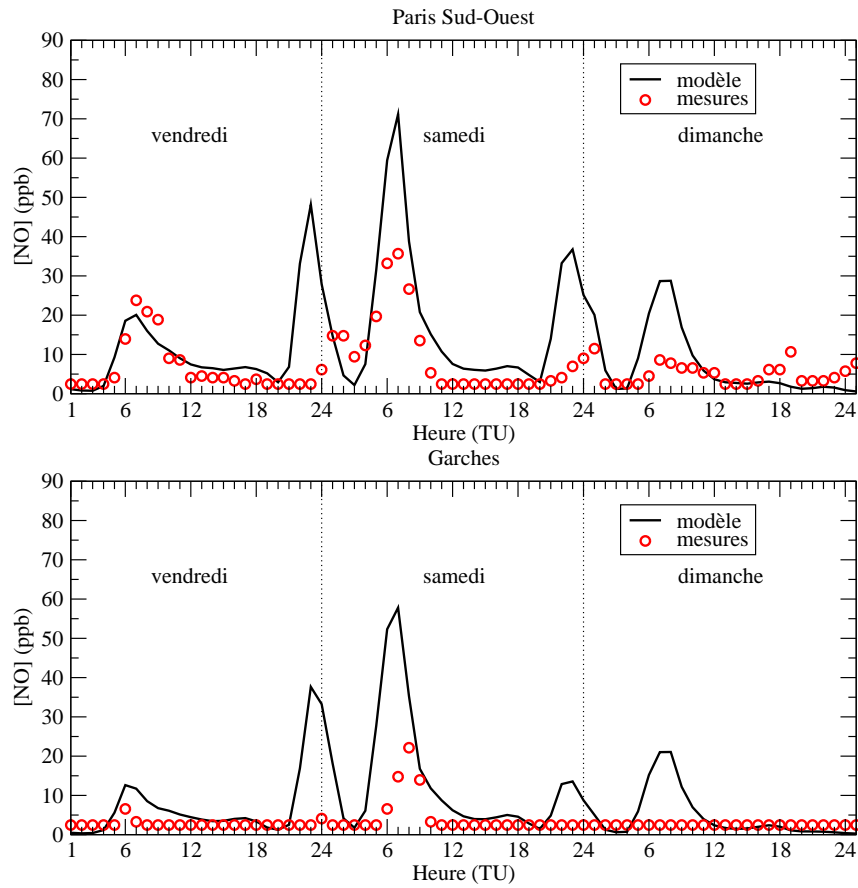 Paris Sud-Ouest
90
80
70
60
50
40
30
20
10
0
[NO] (ppb)
modèle
mesures
vendredi
samedi
dimanche
1 6 12 18 24 6 12 18 24 6 12 18 24
Heure (TU)
Garches
90
80
70
60
50
40
30
20
10
0
[NO] (ppb)
modèle
mesures
vendredi
samedi
dimanche
1 6 12 18 24 6 12 18 24 6 12 18 24
Heure (TU)